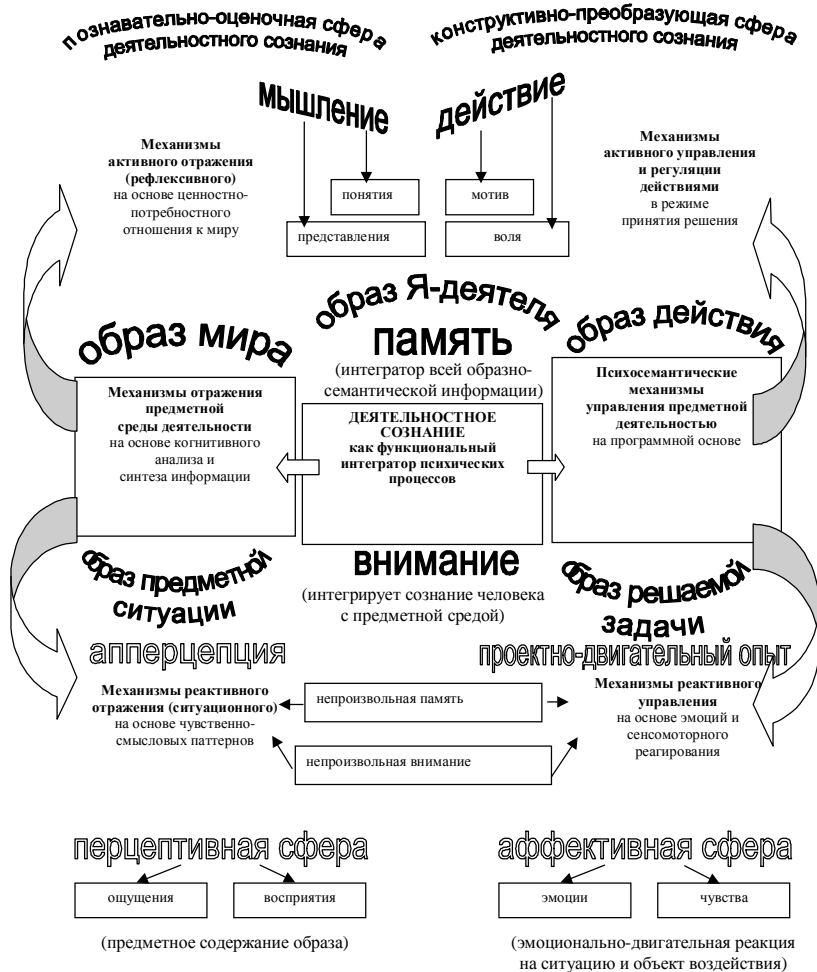 познавательно-оценочная сфера
деятельностного сознания
конструктивно-преобразующая сфера
деятельностного сознания
мышление
действие
Механизмы
активного отражения
(рефлексивного)
на основе ценностно-
потребностного
отношения к миру
понятия
представления
мотив
воля
Механизмы
активного управления
и регуляции
действиями
в режиме
принятия решения
образ мира
образ Я-деятеля
память
(интегратор всей образно-
семантической информации)
образ действия
Механизмы отражения
предметной
среды деятельности
на основе когнитивного
анализа и
синтеза информации
ДЕЯТЕЛЬНОСТНОЕ
СОЗНАНИЕ
как функциональный
интегратор психических
процессов
Психосемантические
механизмы
управления предметной
деятельностью
на программной основе
образ предметной
ситуации
внимание
(интегрирует сознание человека
с предметной средой)
образ решаемой
задачи
апперцепция
проектно-двигательный опыт
Механизмы реактивного
отражения (ситуационного)
на основе чувственно-
смысловых паттернов
непроизвольная память
непроизвольная внимание
Механизмы реактивного
управления
на основе эмоций и
сенсомоторного
реагирования
перцептивная сфера
ощущения
восприятия
(предметное содержание образа)
аффективная сфера
эмоции
чувства
(эмоционально-двигательная реакция
на ситуацию и объект воздействия)